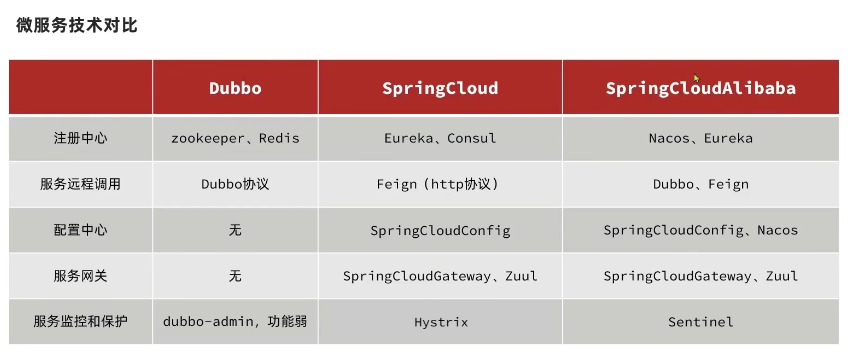 微服务技术对比
Dubbo SpringCloud SpringCloudAlibaba
注册中心 zookeeper、Redis Eureka、Consul Nacos、Eureka
服务远程调用 Dubbo协议 Feign（http协议） Dubbo、Feign
配置中心 无 SpringCloudConfig SpringCloudConfig、Nacos
服务网关 无 SpringCloudGateway、Zuul SpringCloudGateway、Zuul
服务监控和保护 dubbo-admin，功能弱 Hystrix Sentinel